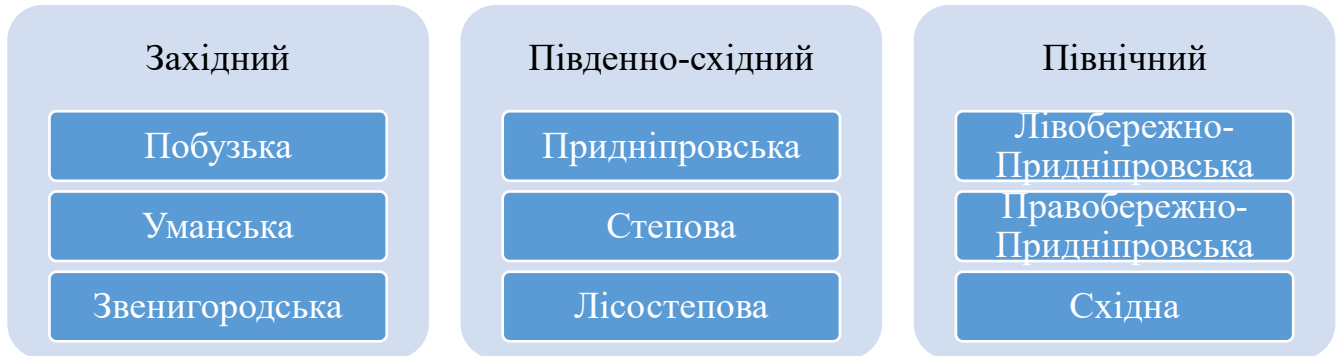 Західний
Побузька
Уманська
Звенигородська
Південно-східний
Придніпровська
Степова
Лісостепова
Північний
Лівобережно-
Придніпровська
Правобережно-
Придніпровська
Східна